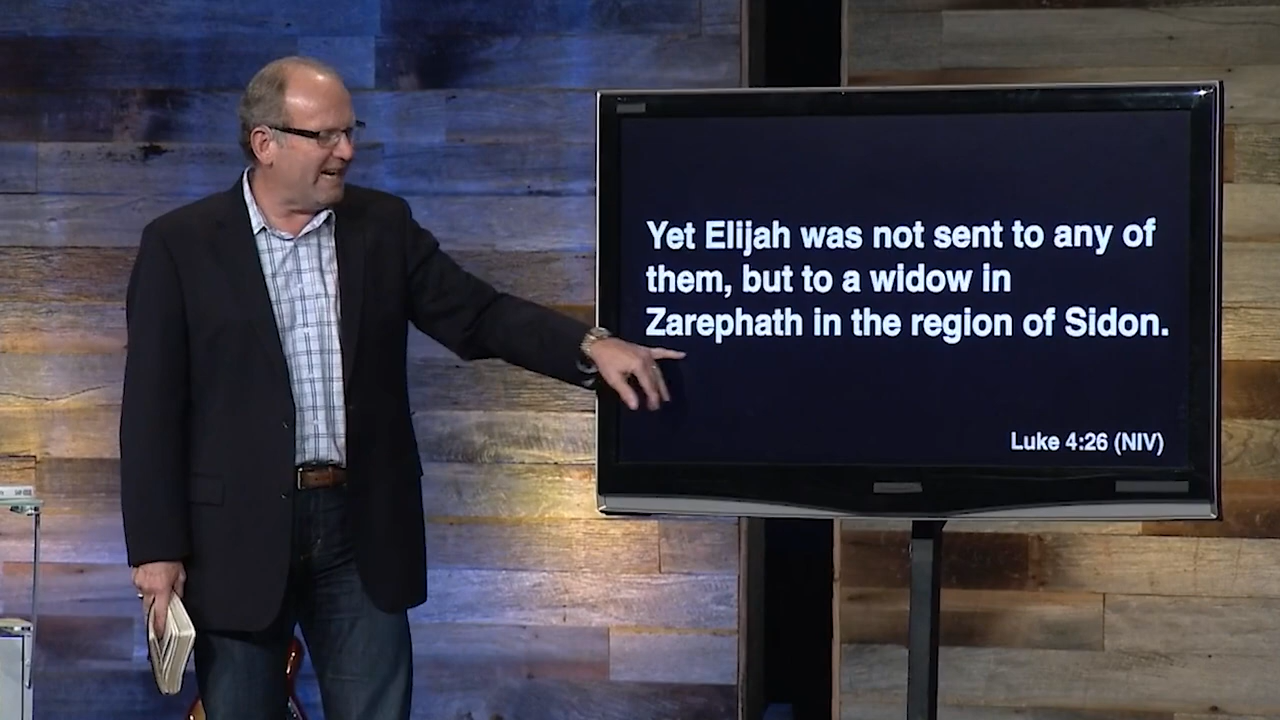 Yet Elijah was not sent to any of
them, but to a widow in
Zarephath in the region of Sidon.
Luke 4:26 (NIV)